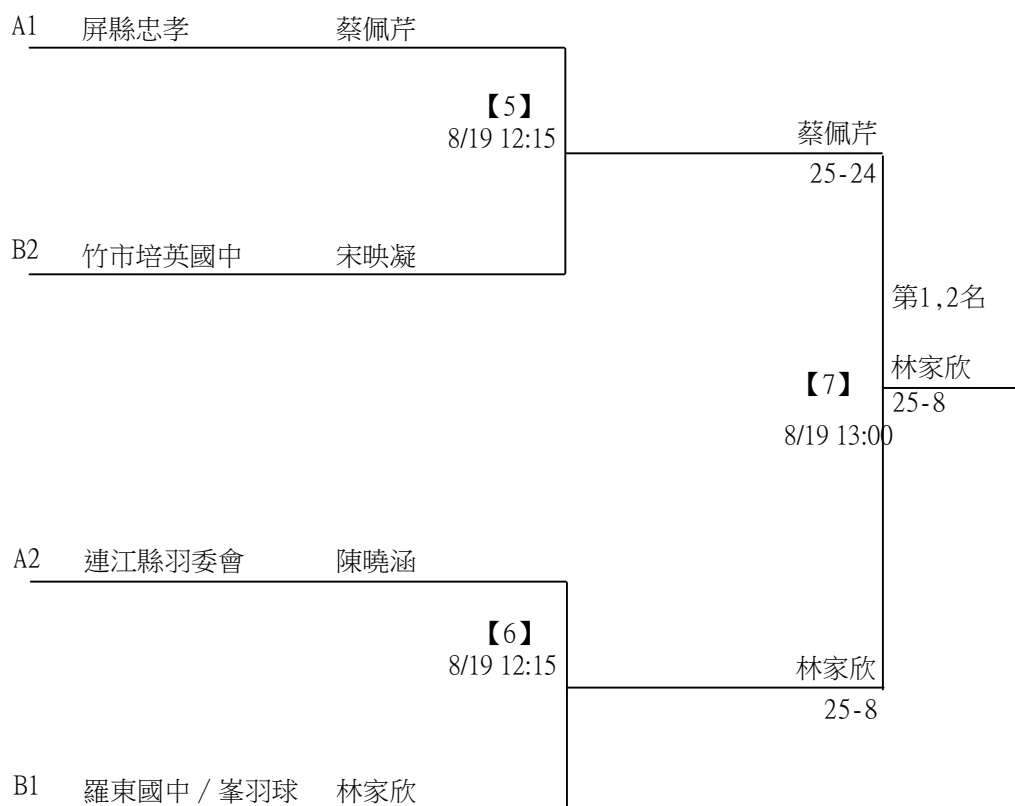 A1 屏縣忠孝 蔡佩芹
【5】
8/19 12:15
蔡佩芹
25-24
B2 竹市培英國中 宋映凝
第1,2名
林家欣
【7】
25-8
8/19 13:00
A2 連江縣羽委會 陳曉涵
【6】
8/19 12:15
林家欣
25-8
B1 羅東國中 / 峯羽球 林家欣